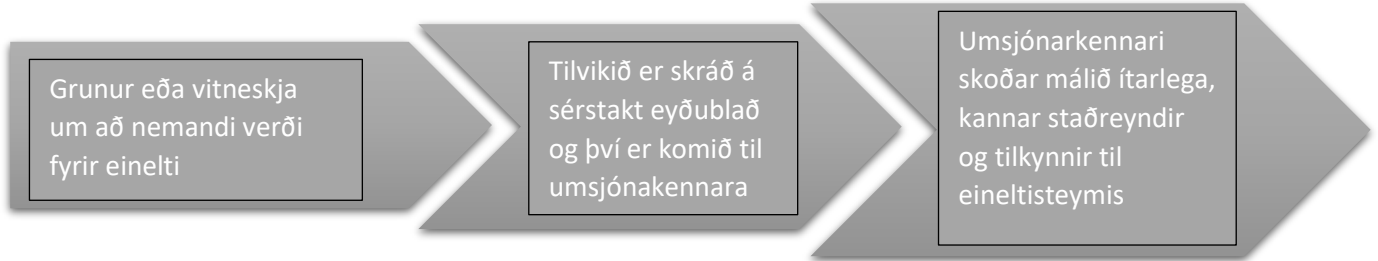 Grunur eða vitneskja
um að nemandi verði
fyrir einelti
Tilvikið er skráð á
sérstakt eyðublað
og því er komið til
umsjónakennara
Umsjónarkennari
skoðar málið ítarlega,
kannar staðreyndir
og tilkynnir til
eineltisteymis